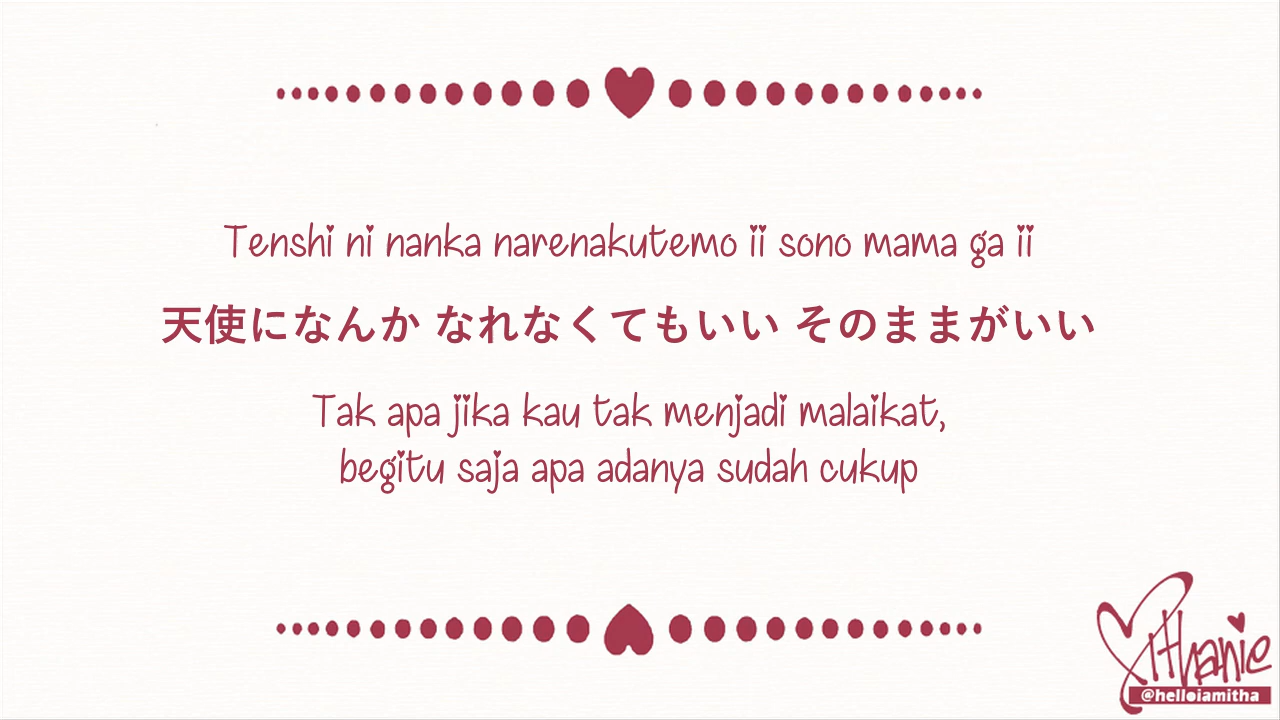 Tenshi ni nanka narenakutemo ii sono mama ga ii
天使になんか なれなくてもいい そのままがいい
Tak apa jika kau tak menjadi malaikat,
begitu saja apa adanya sudah cukup
Mithanie
@helloiamitha